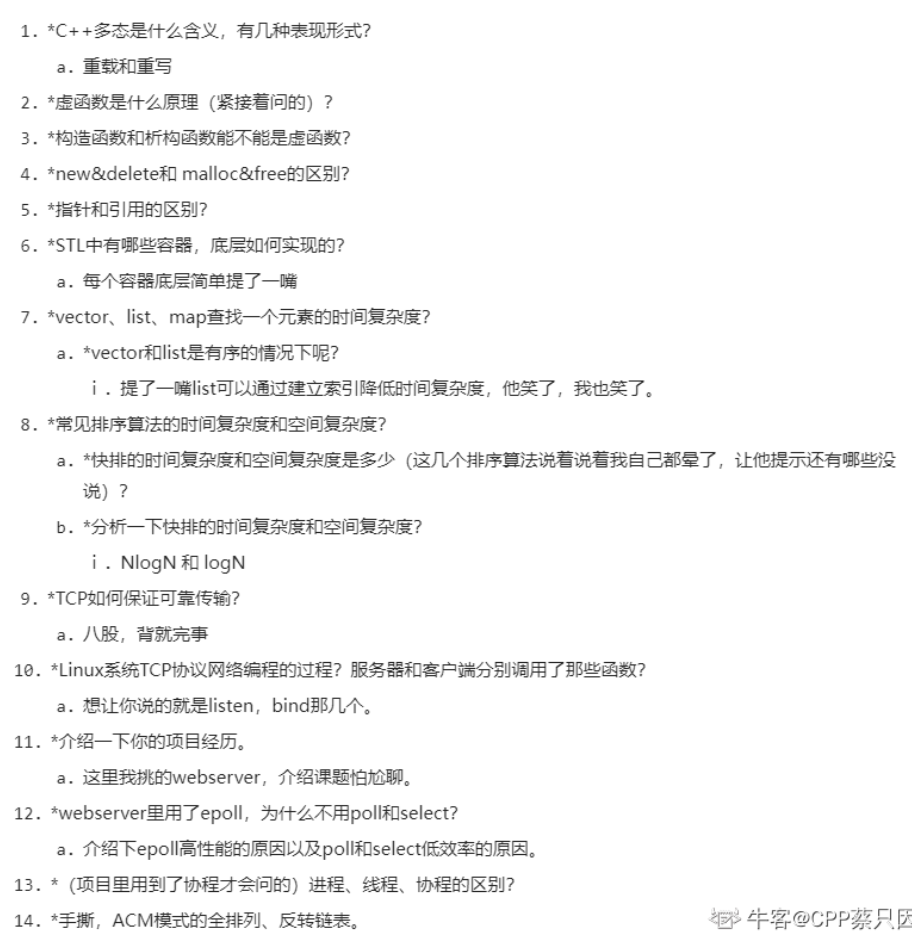 1. *C++多态是什么含义，有几种表现形式？
a. 重载和重写
2. *虚函数是什么原理（紧接着问的）？
3. *构造函数和析构函数能不能是虚函数？
4. *new&delete和 malloc&free的区别？
5. *指针和引用的区别？
6. *STL中有哪些容器，底层如何实现的？
a. 每个容器底层简单提了一嘴
7. *vector、list、map查找一个元素的时间复杂度？
a. *vector和list是有序的情况下呢？
i. 提了一嘴list可以通过建立索引降低时间复杂度，他笑了，我也笑了。
8. *常见排序算法的时间复杂度和空间复杂度？
a. *快排的时间复杂度和空间复杂度是多少（这几个排序算法说着说着我自己都晕了，让他提示还有哪些没
说）？
b. *分析一下快排的时间复杂度和空间复杂度？
i. NlogN 和 logN
9. *TCP如何保证可靠传输？
a. 八股，背就完事
10. *Linux系统TCP协议网络编程的过程？服务器和客户端分别调用了那些函数？
a. 想让你说的就是listen，bind那几个。
11. *介绍一下你的项目经历。
a. 这里我挑的webserver，介绍课题怕尬聊。
12. *webserver里用了epoll，为什么不用poll和select？
a. 介绍下epoll高性能的原因以及poll和select低效率的原因。
13. *（项目里用到了协程才会问的）进程、线程、协程的区别？
14. *手撕，ACM模式的全排列、反转链表。
牛客@CPP蔡只因